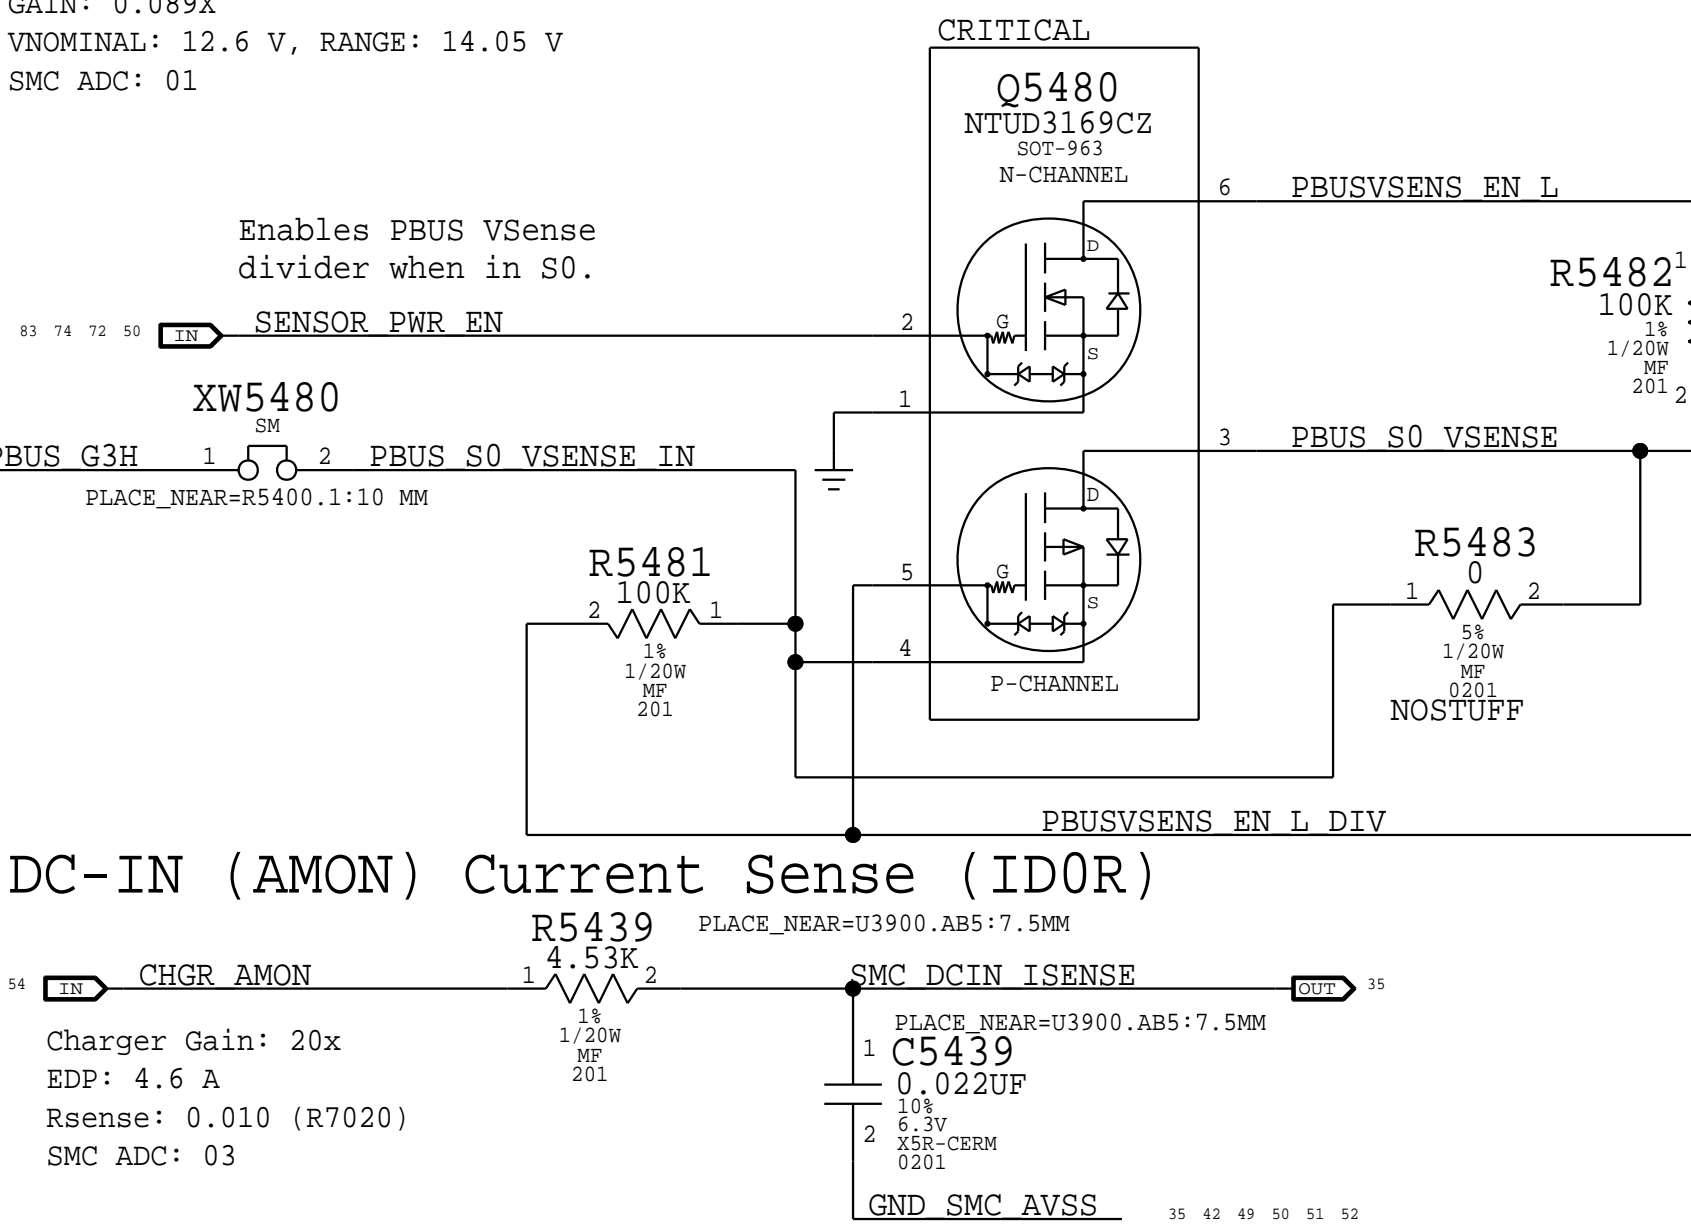 GAIN: 0.089X
VNOMINAL: 12.6 V, RANGE: 14.05 V
SMC ADC: 01
CRITICAL
Q5480
NTUD3169CZ
SOT-963
N-CHANNEL
6 PBUSVSENS_EN_L
Enables PBUS VSense
divider when in S0.
83 74 72 50 IN SENSOR_PWR_EN 2
D
G
S
R5482 1
100K
1%
1/20W
MF
201 2
XW5480
SM
1
PBUS_G3H 1 2 PBUS_S0_VSENSE_IN
PLACE_NEAR=R5400.1:10 MM
3 PBUS_S0_VSENSE
D
G
S
5
4
P-CHANNEL
R5481
100K
2 1
1%
1/20W
MF
201
R5483
0
1 2
5%
1/20W
MF
0201
NOSTUFF
PBUSVSENS_EN_L_DIV
DC-IN (AMON) Current Sense (ID0R)
R5439 PLACE_NEAR=U3900.AB5:7.5MM
4.53K
54 IN CHGR_AMON 1 2 SMC_DCIN_ISENSE OUT 35
1%
1/20W
MF
201
PLACE_NEAR=U3900.AB5:7.5MM
1 C5439
0.022UF
10%
6.3V
2 X5R-CERM
0201
Charger Gain: 20x
EDP: 4.6 A
Rsense: 0.010 (R7020)
SMC ADC: 03
GND_SMC_AVSS 35 42 49 50 51 52